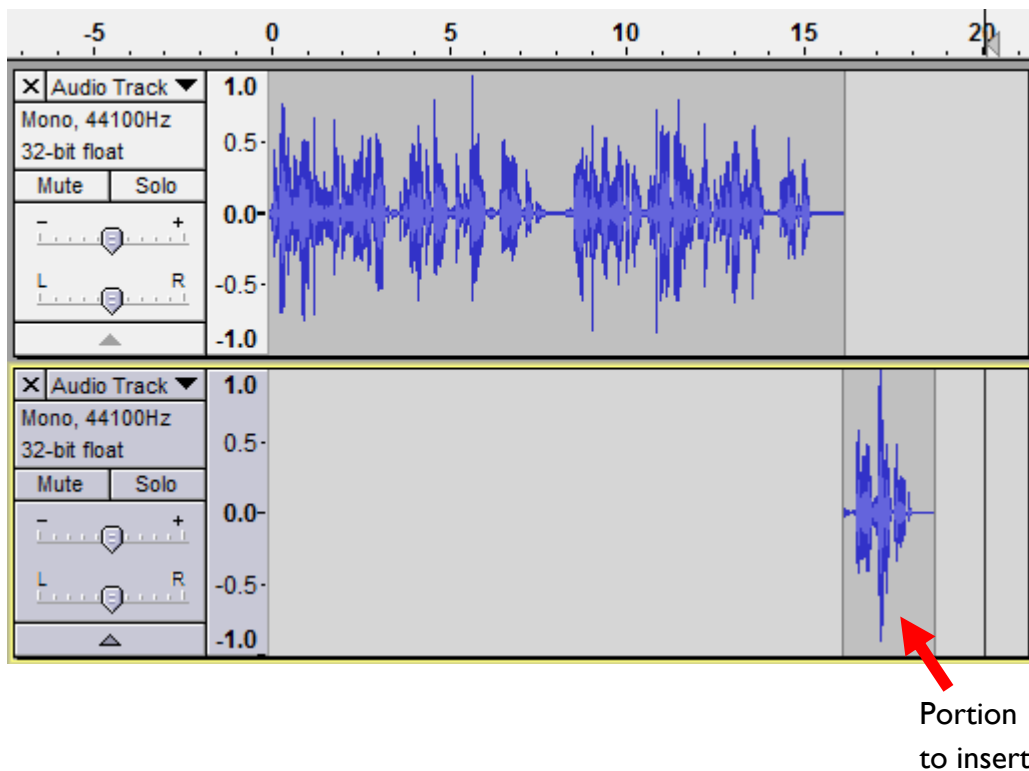 -5 0 5 10 15 20
X Audio Track ▼ 1.0
Mono, 44100Hz
32-bit float 0.5-
Mute Solo
- + 0.0-
L R -0.5-
-1.0
X Audio Track ▼ 1.0
Mono, 44100Hz
32-bit float 0.5-
Mute Solo
- + 0.0-
L R -0.5-
-1.0
Portion
to insert